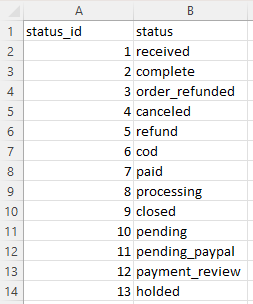 A B
1 status_id status
2 1 received
3 2 complete
4 3 order_refunded
5 4 canceled
6 5 refund
7 6 cod
8 7 paid
9 8 processing
10 9 closed
11 10 pending
12 11 pending_paypal
13 12 payment_review
14 13 holded